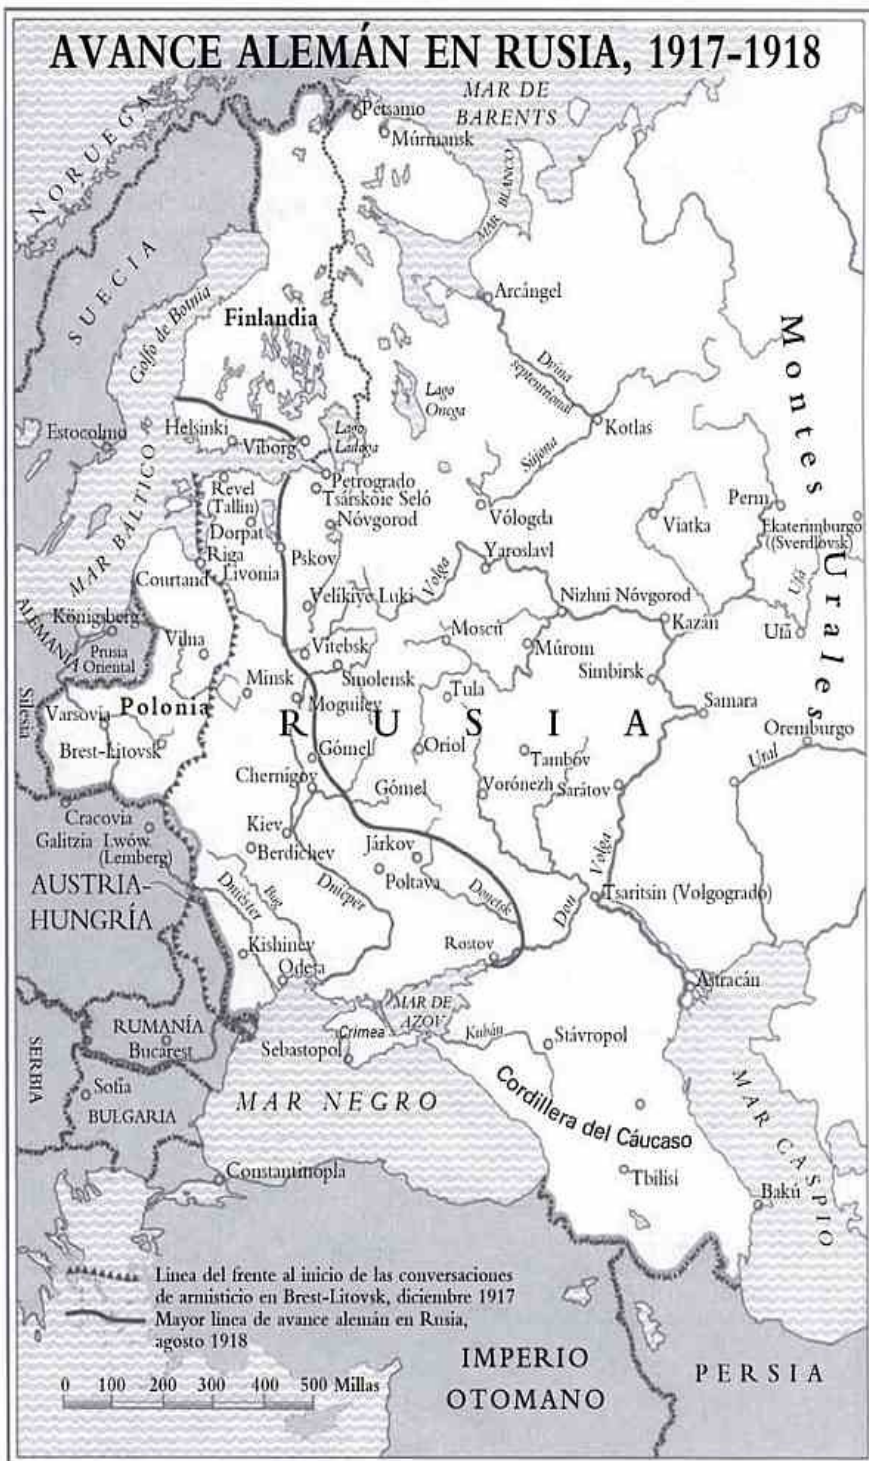 AVANCE ALEMÁN EN RUSIA, 1917-1918
MAR DE
BARENTS
Pétsamo
Múrmansk
NORUEGA
MAR BLANCO
SUECIA
Arcángel
Golfo de Botnia
Finlandia
Montes Urales
Dvina
septentrional
Lago
Onega
Kotlas
Estocolmo
Helsinki
Víborg
Lago
Ladoga
Sújona
MAR BÁLTICO
Revel
(Tallin)
Petrogrado
Tsárskoie Seló
Nóvgorod
Dorpat
Vólogda
Viatka
Perm
Ekaterimburgo
((Sverdlovsk)
Riga
Livonia
Courtand
Pskov
Yaroslavl
Volga
Velíkiye Luki
Nizhni Nóvgorod
Ufá
ALEMANIA
Königsberg
Prusia
Oriental
Vilna
Vitebsk
Moscú
Múrom
Kazán
Ufá
Smolensk
Simbirsk
Minsk
Moguilev
Tula
Silesia
Varsovia
Polonia
Samara
RUSIA
Brest-Litovsk
Gómel
Oriol
Tambóv
Oremburgo
Ural
Chernígov
Gómel
Vorónezh
Sarátov
Cracovia
Galitzia
Lwów
(Lemberg)
Kiev
Berdíchev
Járkov
Poltava
Volga
AUSTRIA-
HUNGRÍA
Dniéster
Bug
Dnieper
Donetsk
Don
Tsaritsin (Volgogrado)
Kishinev
Odesa
Rostov
Astracán
MAR DE
AZOV
RUMANÍA
Bucarest
Crimea
Kubán
Stávropol
SERBIA
Sebastopol
Sofía
BULGARIA
MAR NEGRO
Cordillera del Cáucaso
MAR CASPIO
Constantinopla
Tbilisi
Bakú
Línea del frente al inicio de las conversaciones
de armisticio en Brest-Litovsk, diciembre 1917
Mayor línea de avance alemán en Rusia,
agosto 1918
0 100 200 300 400 500 Millas
IMPERIO
OTOMANO
PERSIA